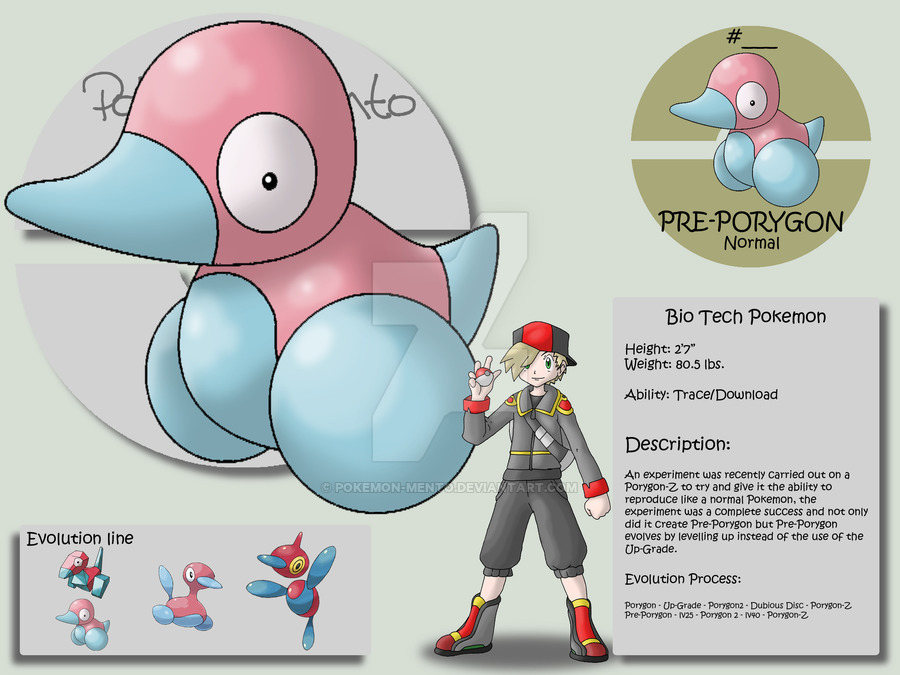 #___
PRE-PORYGON
Normal
Bio Tech Pokemon
Height: 2'7"
Weight: 80.5 lbs.
Ability: Trace/Download
Description:
An experiment was recently carried out on a
Porygon-Z to try and give it the ability to
reproduce like a normal Pokemon, the
experiment was a complete success and not only
did it create Pre-Porygon but Pre-Porygon
evolves by levelling up instead of the use of the
Up-Grade.
Evolution Process:
Porygon - Up-Grade - Porygon2 - Dubious Disc - Porygon-Z
Pre-Porygon - lv25 - Porygon 2 - lv40 - Porygon-Z
© POKEMON-MENTO.DEVIANTART.COM
Evolution line